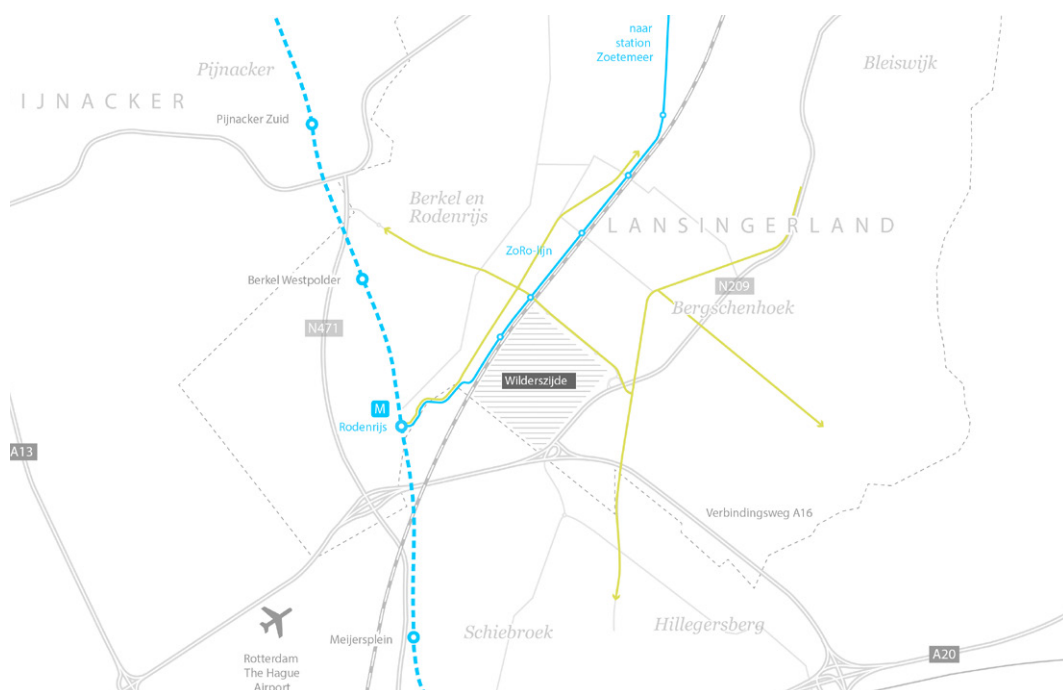 naar
station
Zoetemeer
Bleiswijk
Pijnacker
IJNACKER
Pijnacker Zuid
Berkel en
Rodenrijs
LANSINGERLAND
ZoRo-lijn
Berkel Westpolder
N209
Bergschenhoek
N471
Wilderszijde
M
Rodenrijs
A13
Verbindingsweg A16
Schiebroek
Hillegersberg
Meijersplein
A20
Rotterdam
The Hague
Airport